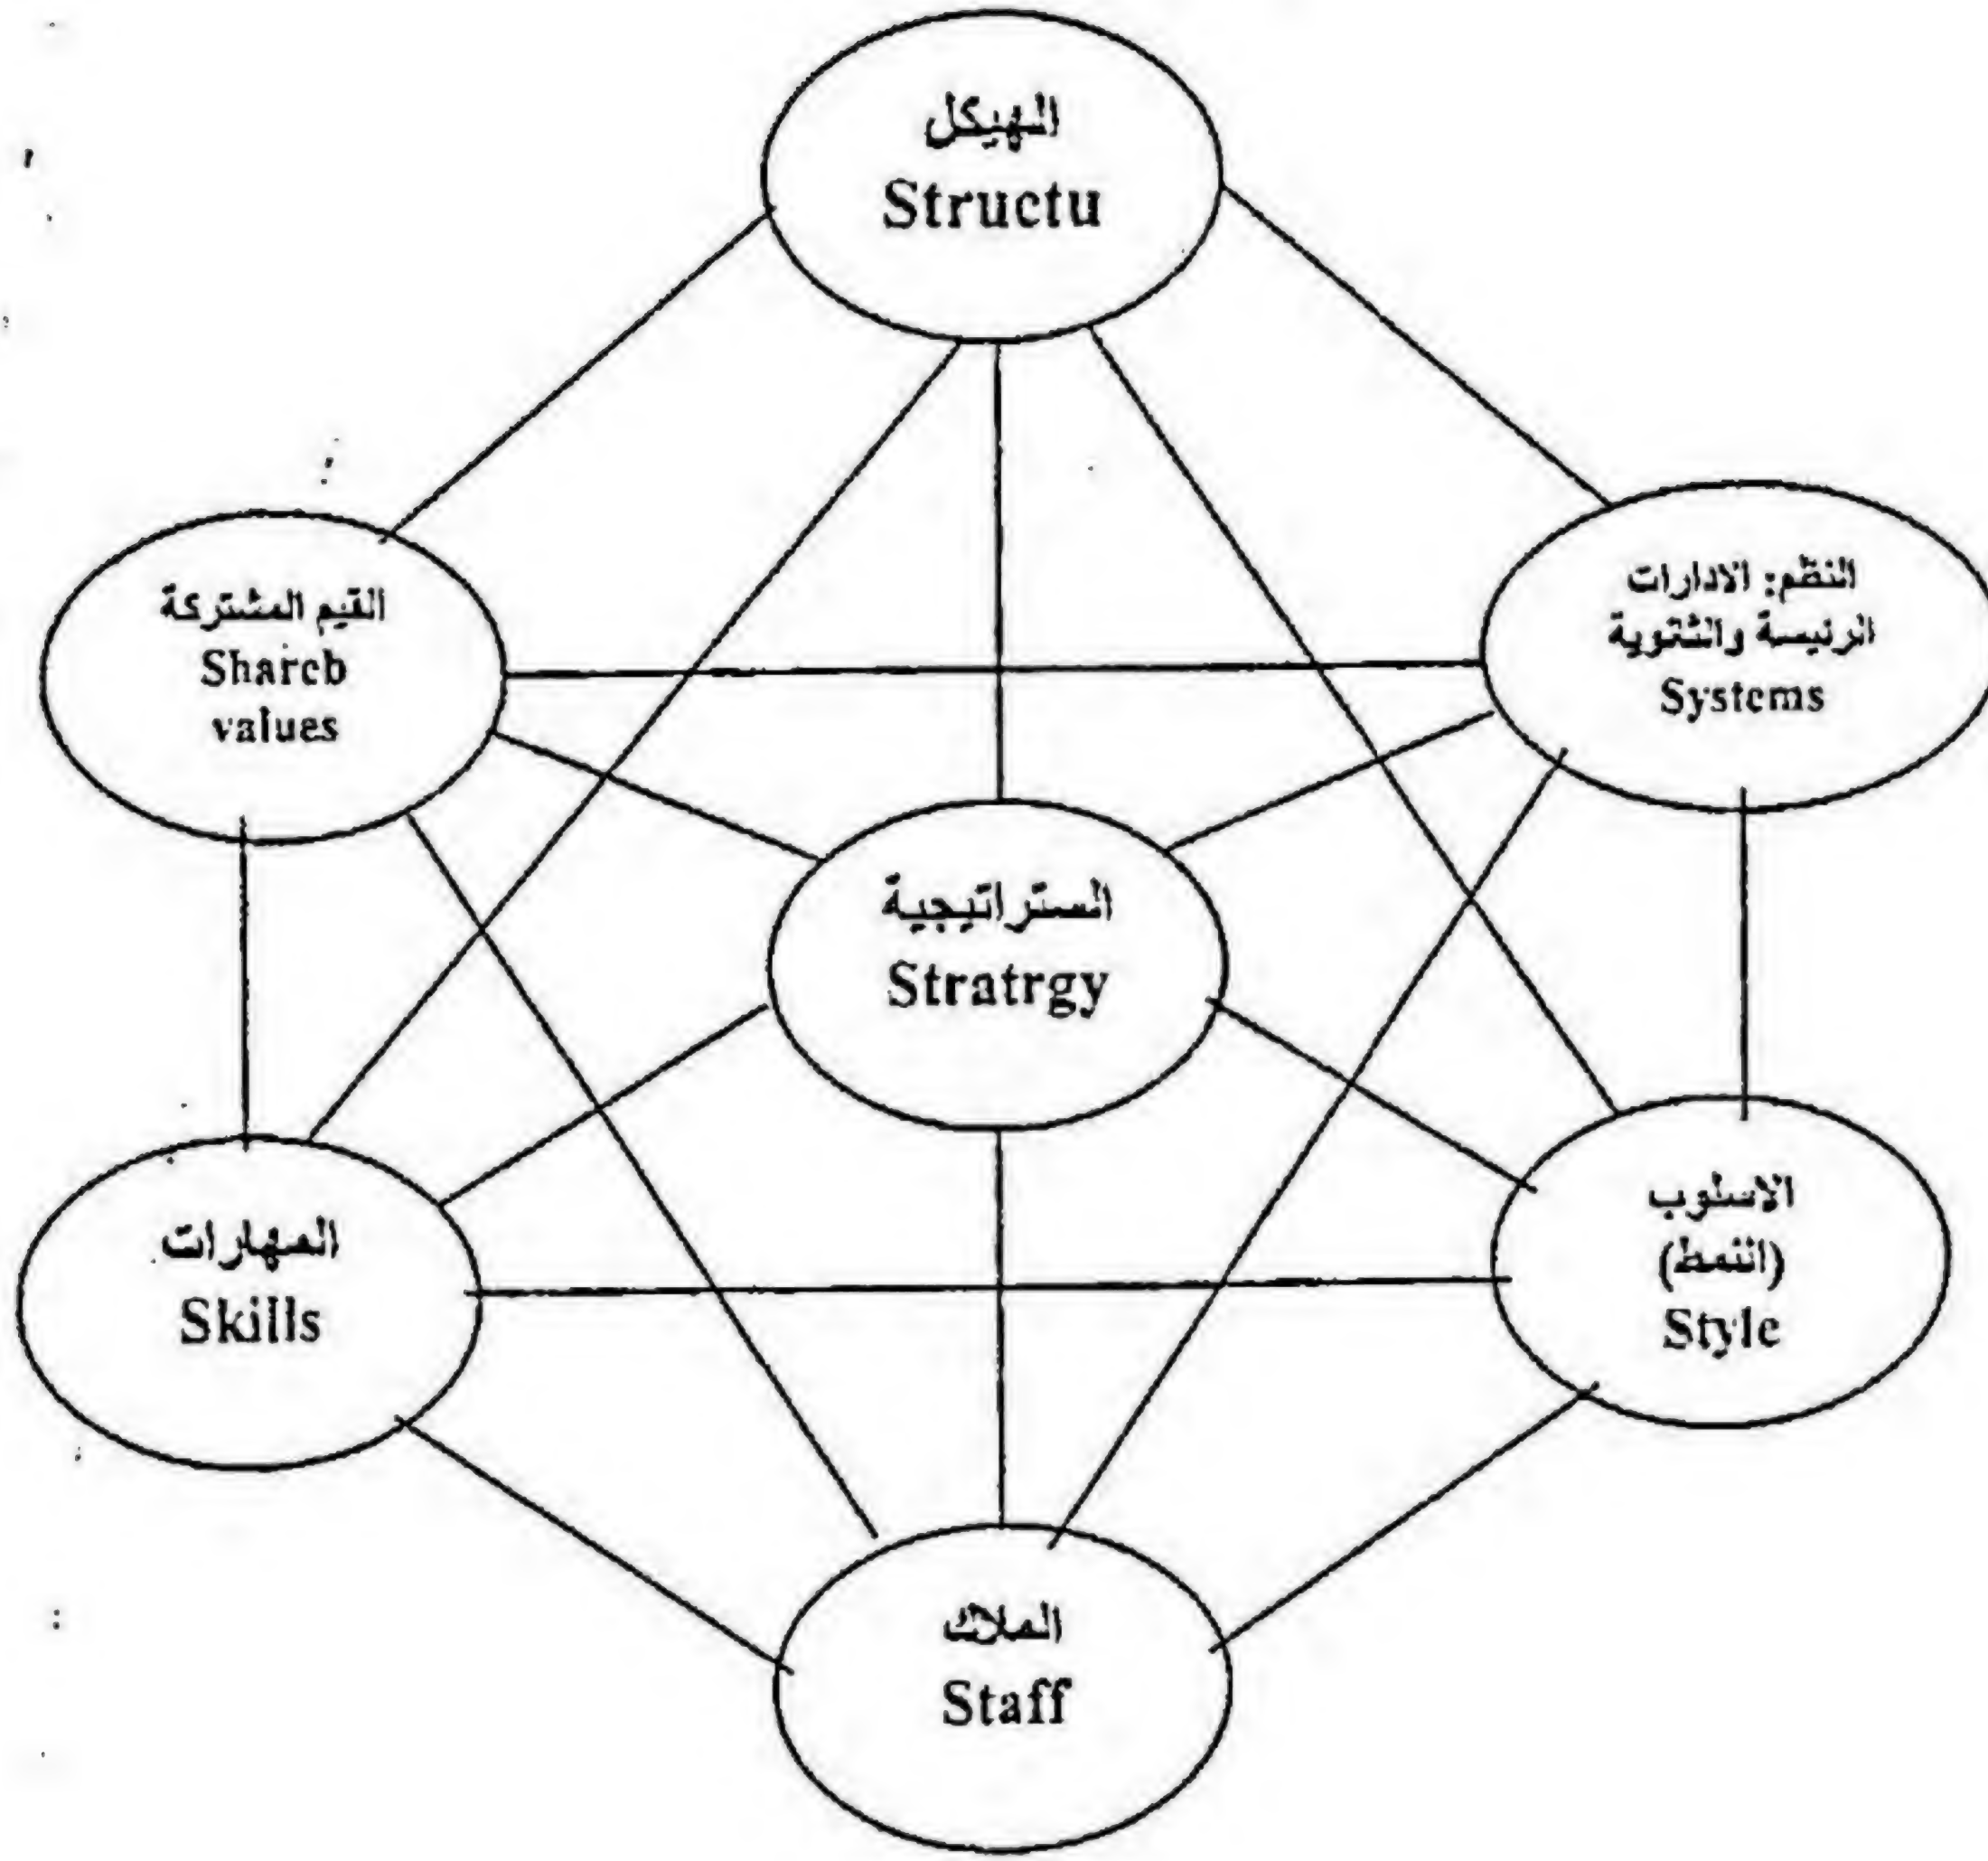 الهيكل
Structu
القيم المشتركة
Shareb
values
النظم: الادارات
الرئيسة والثانوية
Systems
الستراتيجية
Stratrgy
المهارات
Skills
الاسلوب
(النمط)
Style
الملاك
Staff